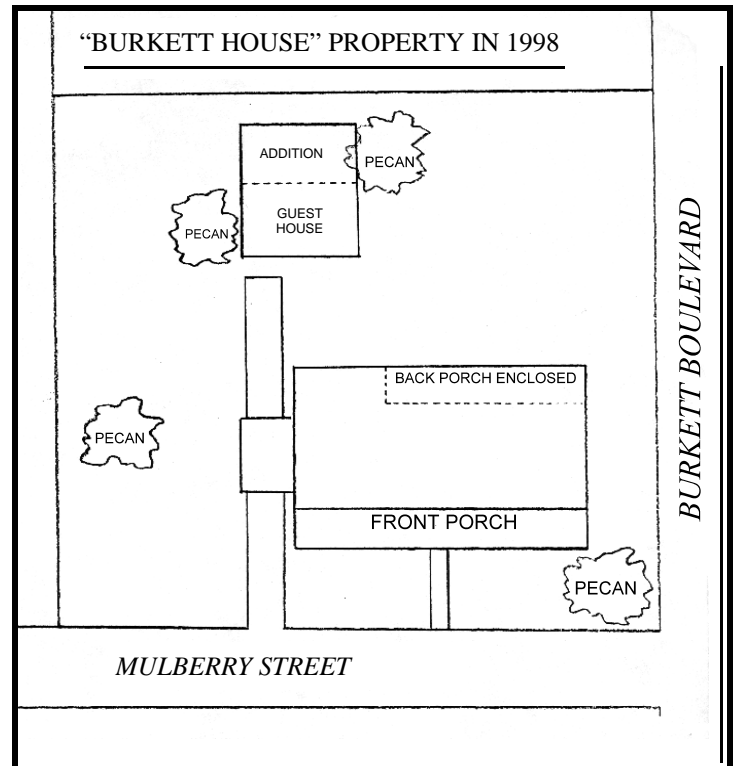 “BURKETT HOUSE” PROPERTY IN 1998
ADDITION
PECAN
GUEST
HOUSE
PECAN
BURKETT BOULEVARD
BACK PORCH ENCLOSED
PECAN
FRONT PORCH
PECAN
MULBERRY STREET